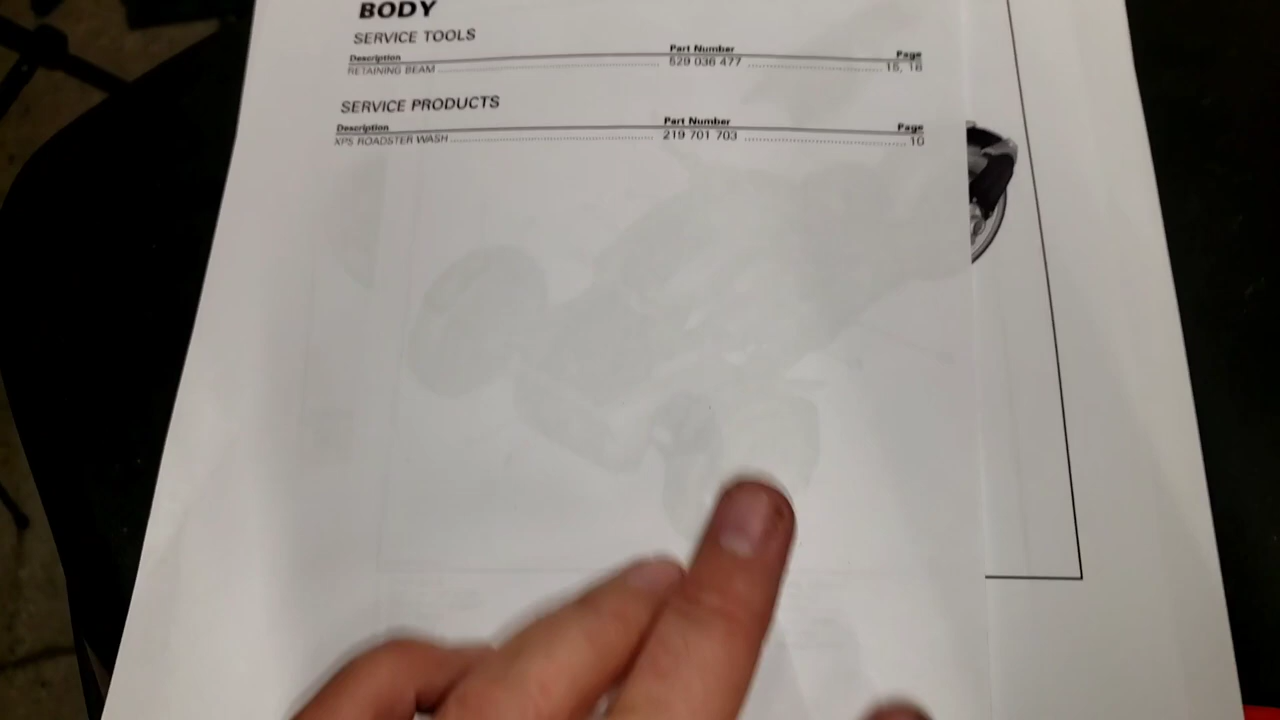 BODY
SERVICE TOOLS
Description Part Number Page
RETAINING BEAM 529 036 477 15, 18
SERVICE PRODUCTS
Description Part Number Page
XPS ROADSTER WASH 219 701 703 10